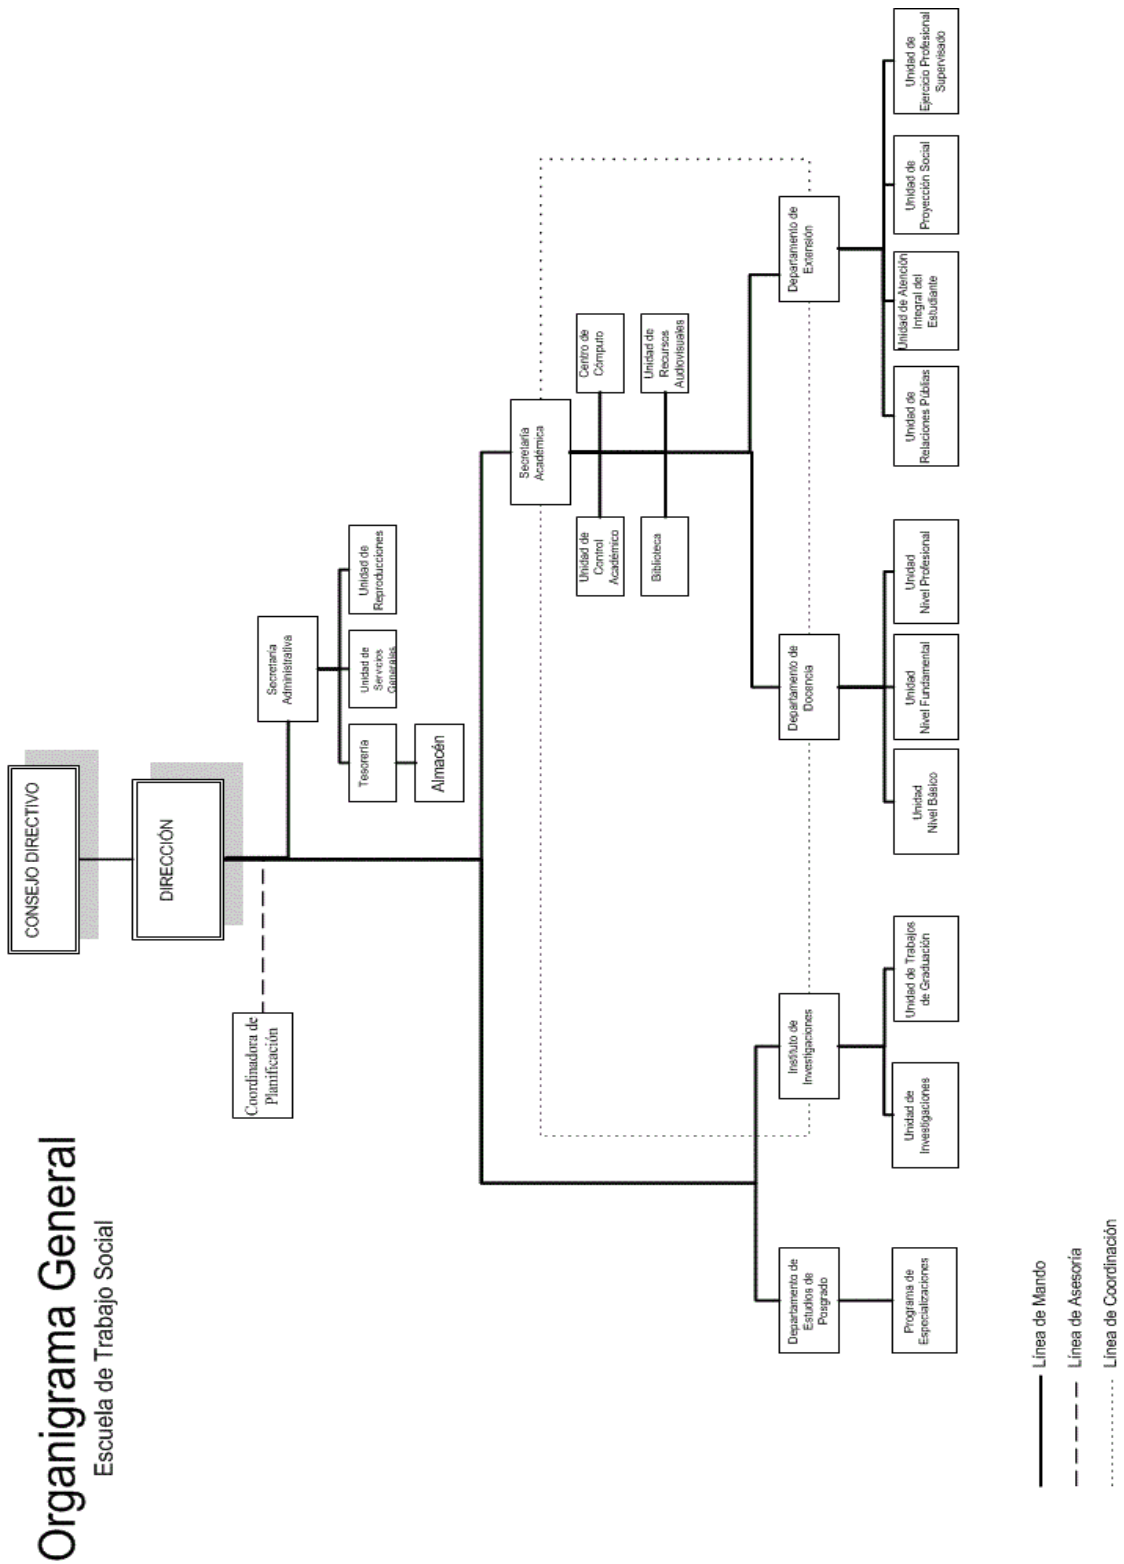 Organigrama General
Escuela de Trabajo Social
CONSEJO DIRECTIVO
DIRECCIÓN
Coordinadora de
Planificación
Secretaría
Administrativa
Tesorería
Unidad de
Servicios
Generales
Unidad de
Reproducciones
Almacén
Secretaría
Académica
Unidad de
Control
Académico
Centro de
Cómputo
Biblioteca
Unidad de
Recursos
Audiovisuales
Departamento de
Estudios de
Posgrado
Instituto de
Investigaciones
Departamento de
Docencia
Departamento de
Extensión
Programa de
Especializaciones
Unidad de
Investigaciones
Unidad de Trabajos
de Graduación
Unidad
Nivel Básico
Unidad
Nivel Fundamental
Unidad
Nivel Profesional
Unidad de
Relaciones Públias
Unidad de Atención
Integral del
Estudiante
Unidad de
Proyección Social
Unidad de
Ejercicio Profesional
Supervisado
Línea de Mando
Línea de Asesoría
Línea de Coordinación